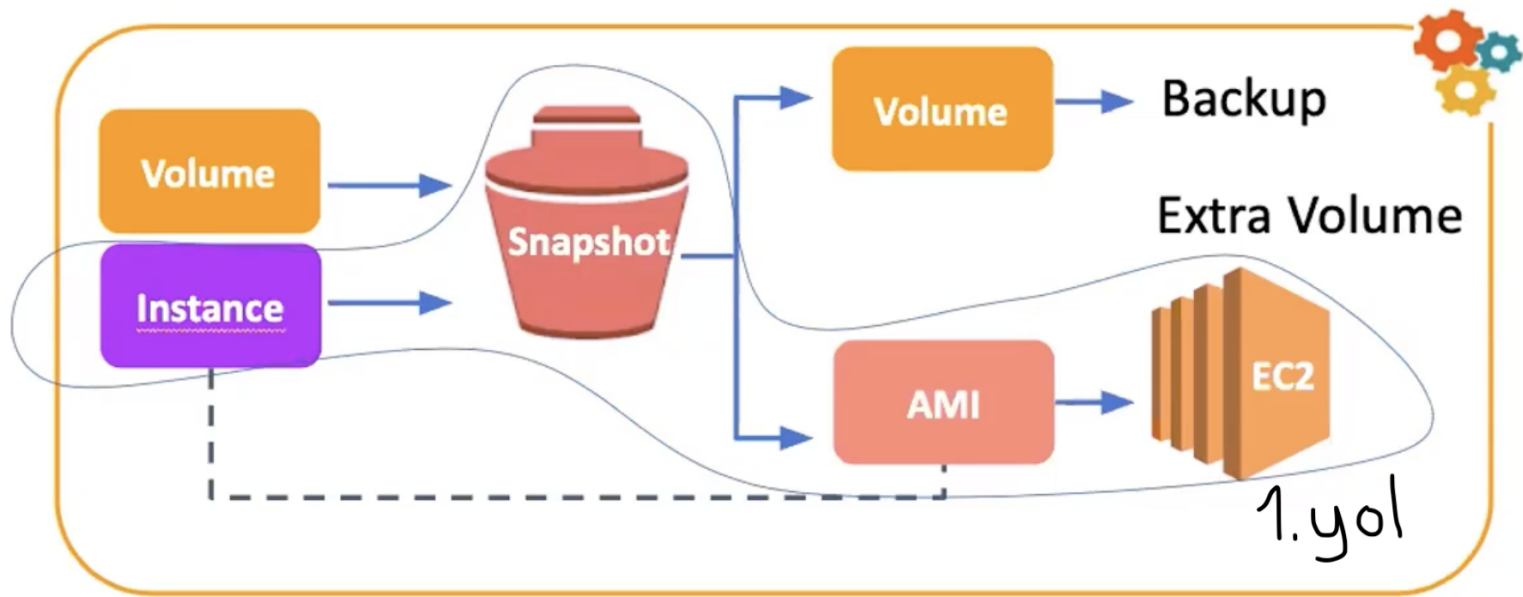 Volume
Instance
Snapshot
Volume
Backup
Extra Volume
AMI
EC2
1.yol